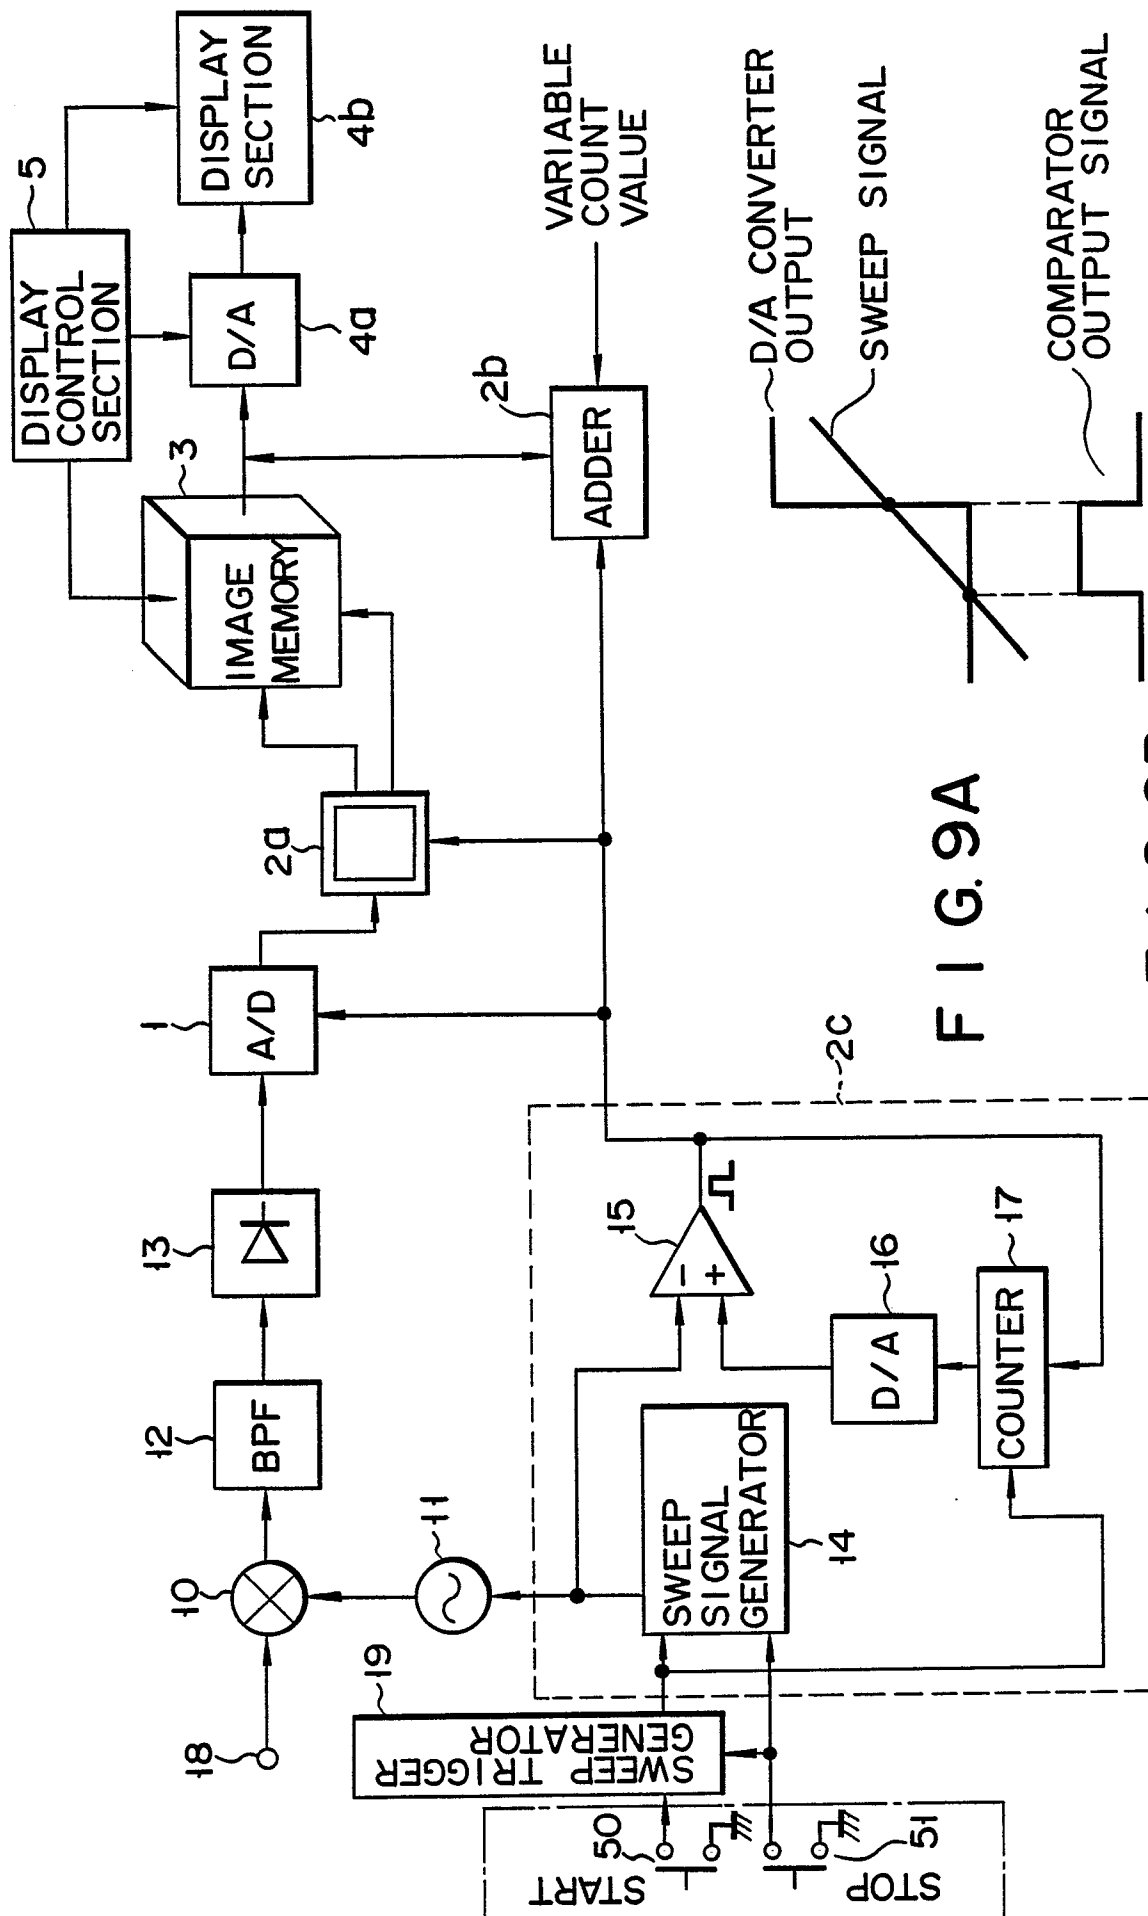 DISPLAY
CONTROL
SECTION
5
DISPLAY
SECTION
4b
D/A
4a
3
IMAGE
MEMORY
2a
1
A/D
13
12
BPF
10
11
18
2b
ADDER
VARIABLE
COUNT
VALUE
19
SWEEP TRIGGER
GENERATOR
START
50
STOP
51
SWEEP
SIGNAL
GENERATOR
14
15
-
+
D/A
16
COUNTER
17
2C
D/A CONVERTER
OUTPUT
SWEEP SIGNAL
COMPARATOR
OUTPUT SIGNAL
FIG. 9A